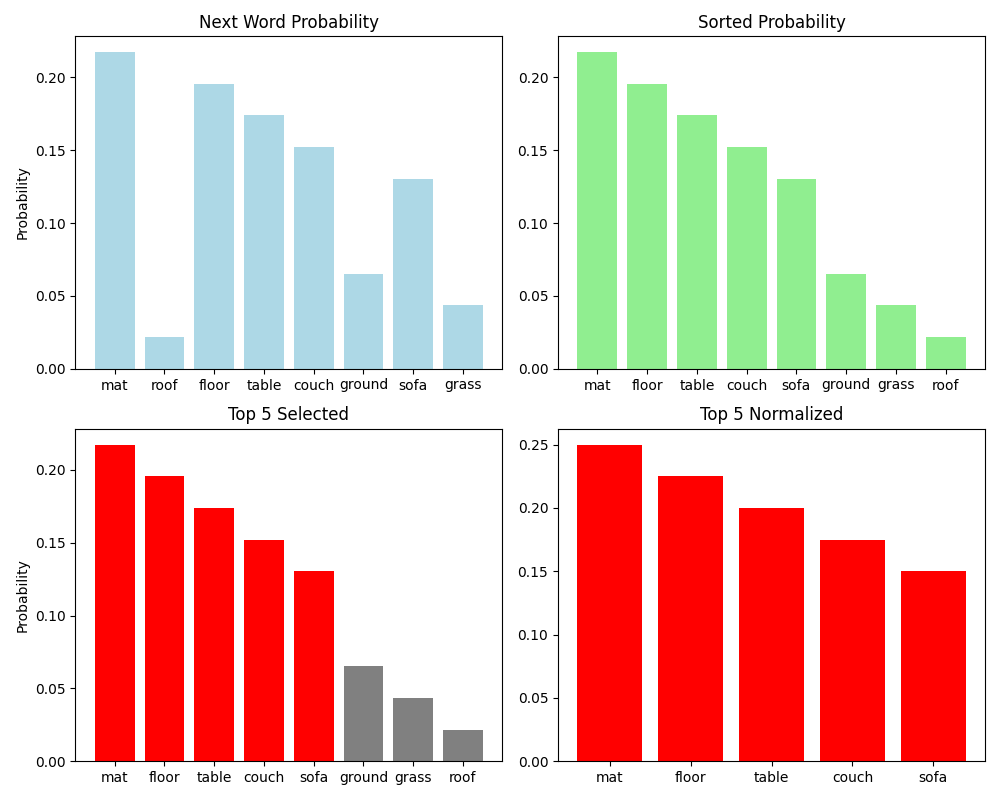 Next Word Probability
Probability
0.20
0.15
0.10
0.05
0.00
mat roof floor table couch ground sofa grass
Sorted Probability
0.20
0.15
0.10
0.05
0.00
mat floor table couch sofa ground grass roof
Top 5 Selected
Probability
0.20
0.15
0.10
0.05
0.00
mat floor table couch sofa ground grass roof
Top 5 Normalized
0.25
0.20
0.15
0.10
0.05
0.00
mat floor table couch sofa